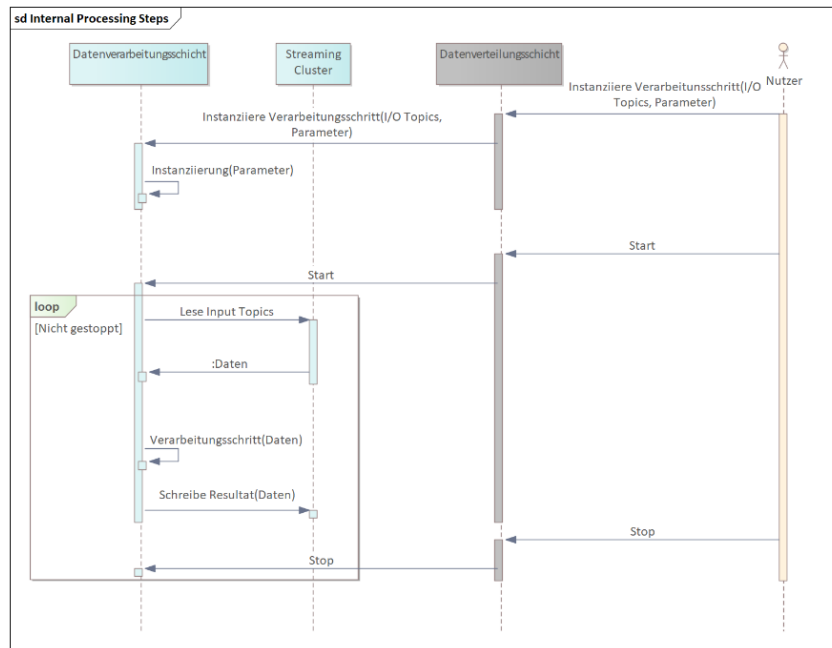 sd Internal Processing Steps
Datenverarbeitungsschicht
Streaming
Cluster
Datenverteilungsschicht
Nutzer
Instanziiere Verarbeitunsschritt(I/O
Topics, Parameter)
Instanziiere Verarbeitungsschritt(I/O Topics,
Parameter)
Instanziierung(Parameter)
Start
Start
loop
[Nicht gestoppt]
Lese Input Topics
:Daten
Verarbeitungsschritt(Daten)
Schreibe Resultat(Daten)
Stop
Stop